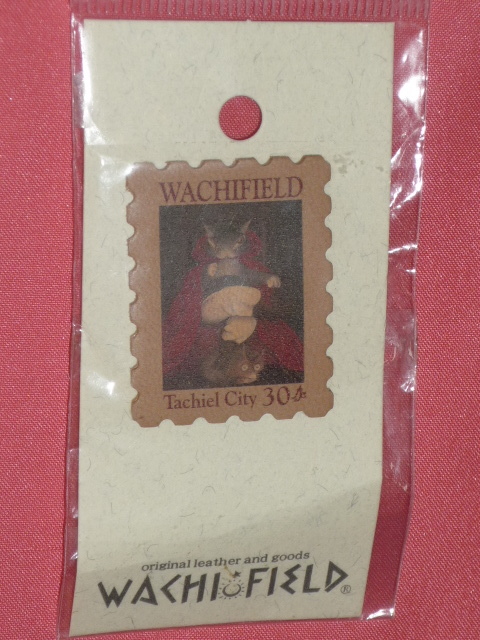 WACHIFIELD
Tachiel City 30
original leather and goods
WACHIFIELD®